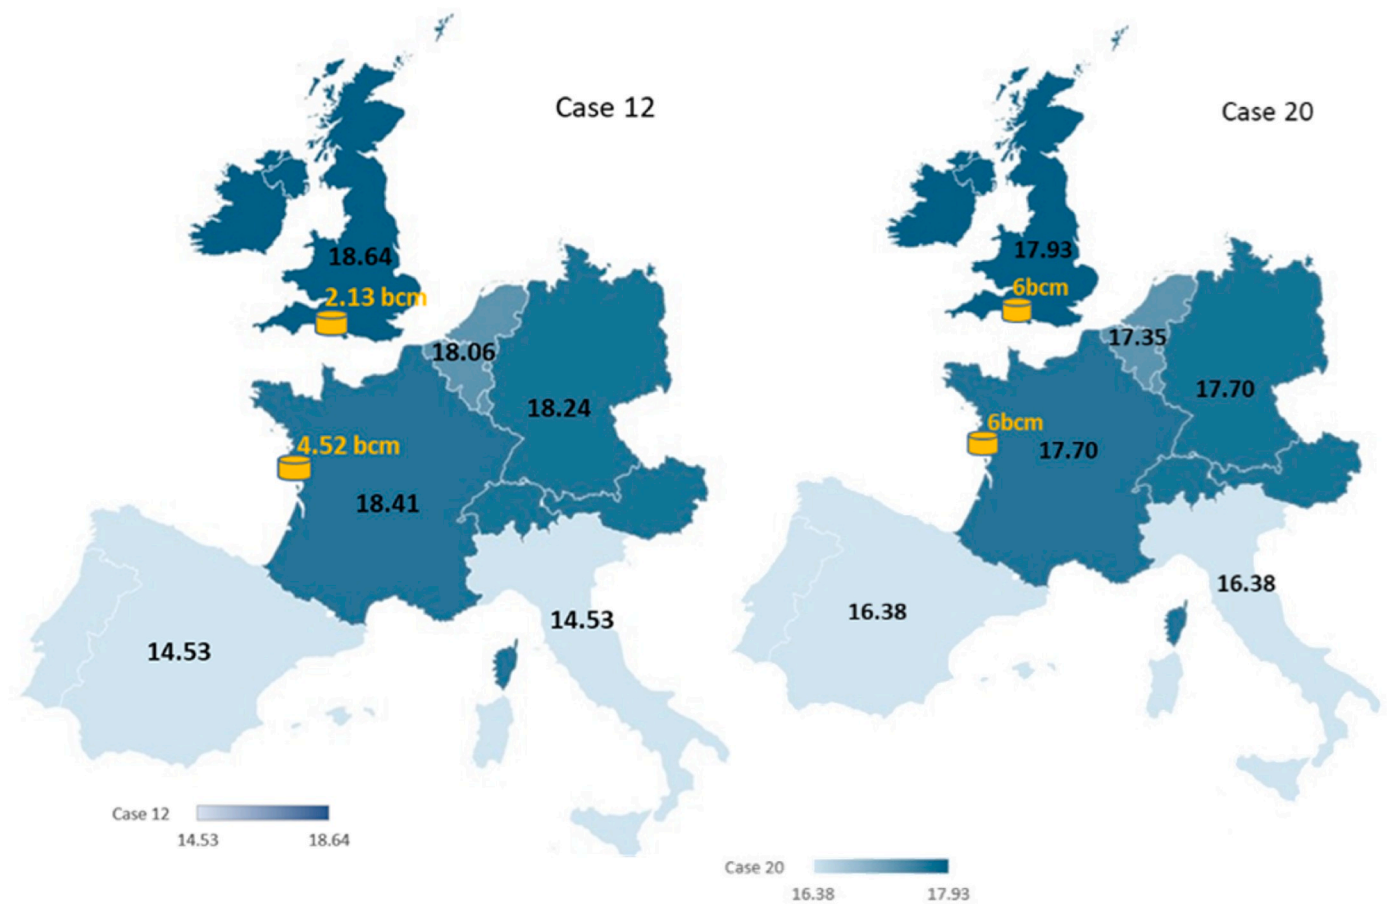 Case 12
18.64
2.13 bcm
18.06
18.24
4.52 bcm
18.41
14.53
14.53
Case 12
14.53 18.64
Case 20
17.93
6bcm
17.35
17.70
6bcm
17.70
16.38
16.38
Case 20
16.38 17.93